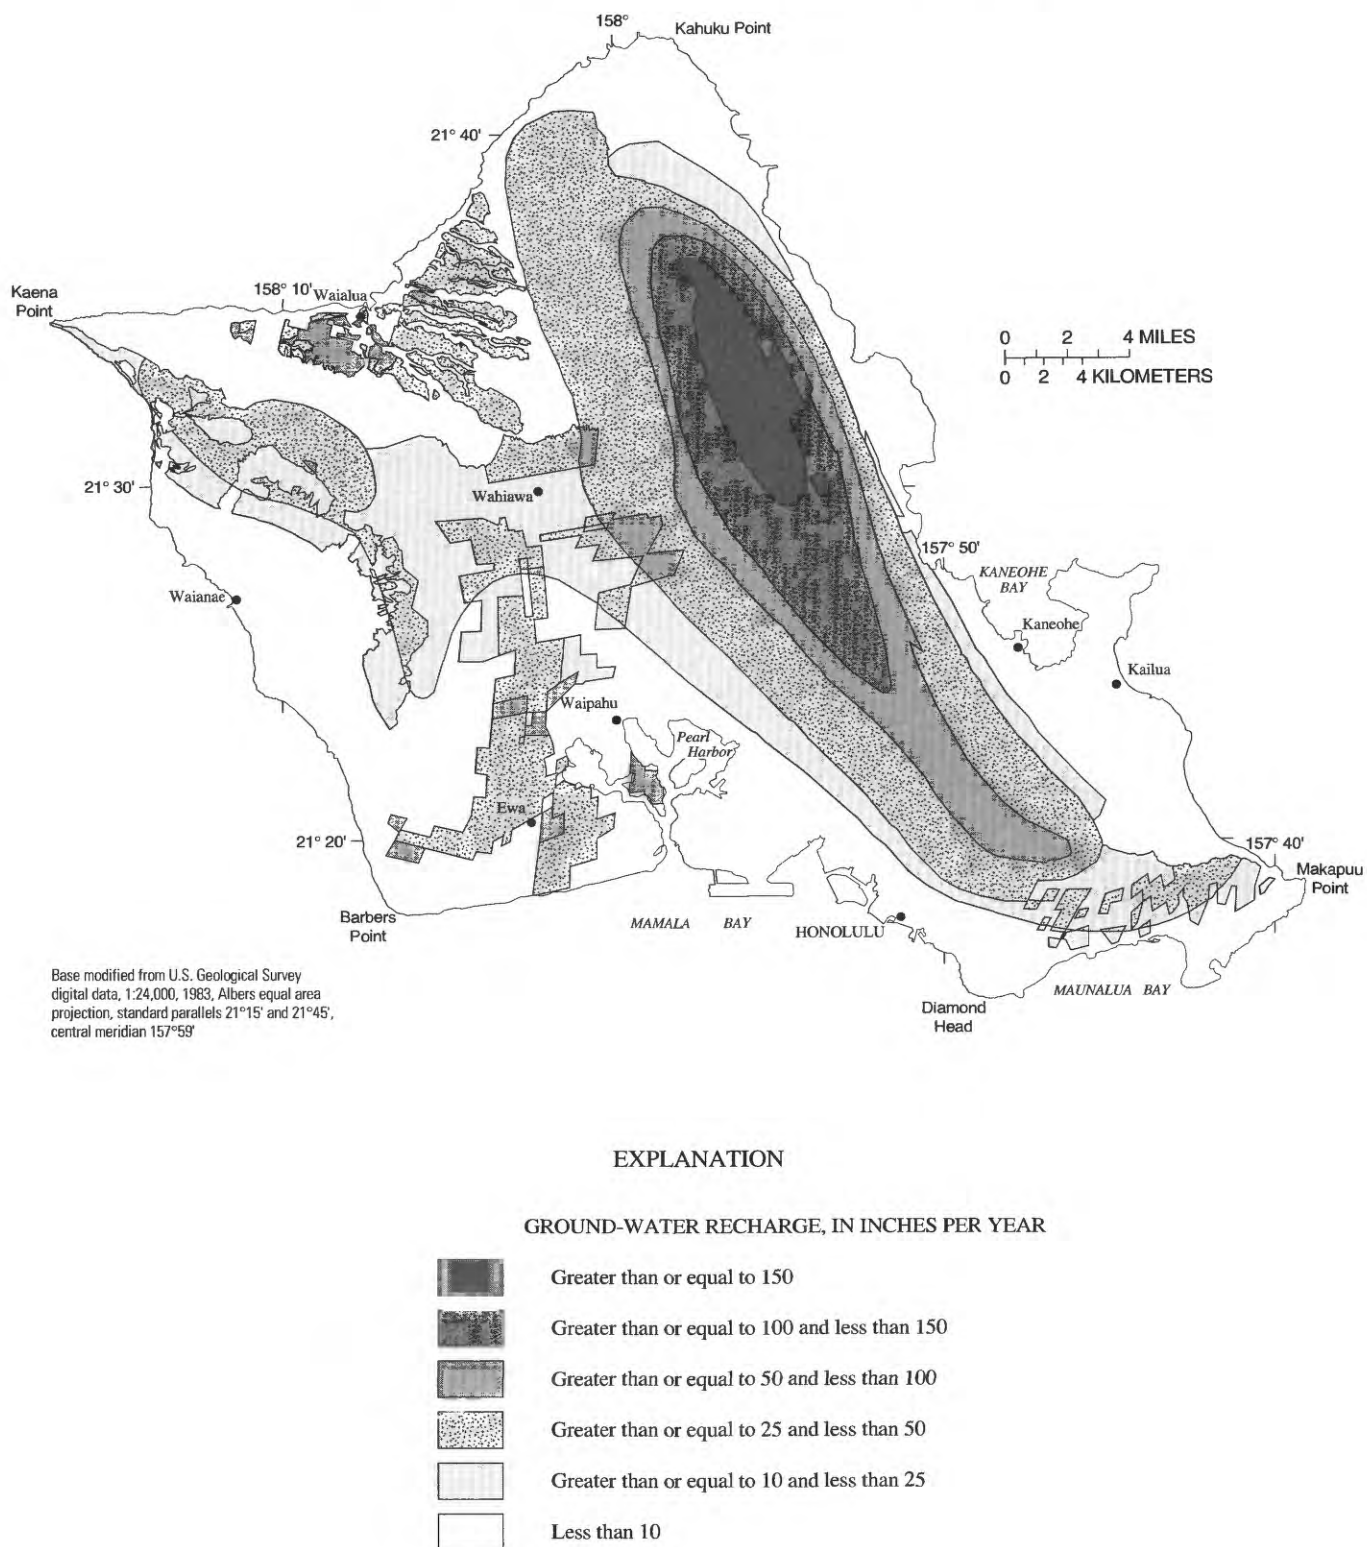 158°
Kahuku Point
21° 40'
Kaena
Point
158° 10'
Waialua
0 2 4 MILES
0 2 4 KILOMETERS
21° 30'
Wahiawa
157° 50'
KANEOHE
BAY
Waianae
Kaneohe
Kailua
Waipahu
Pearl
Harbor
Ewa
21° 20'
157° 40'
Makapuu
Point
Barbers
Point
MAMALA BAY
HONOLULU
MAUNALUA BAY
Diamond
Head
Base modified from U.S. Geological Survey
digital data, 1:24,000, 1983, Albers equal area
projection, standard parallels 21°15' and 21°45',
central meridian 157°59'
EXPLANATION
GROUND-WATER RECHARGE, IN INCHES PER YEAR
Greater than or equal to 150
Greater than or equal to 100 and less than 150
Greater than or equal to 50 and less than 100
Greater than or equal to 25 and less than 50
Greater than or equal to 10 and less than 25
Less than 10